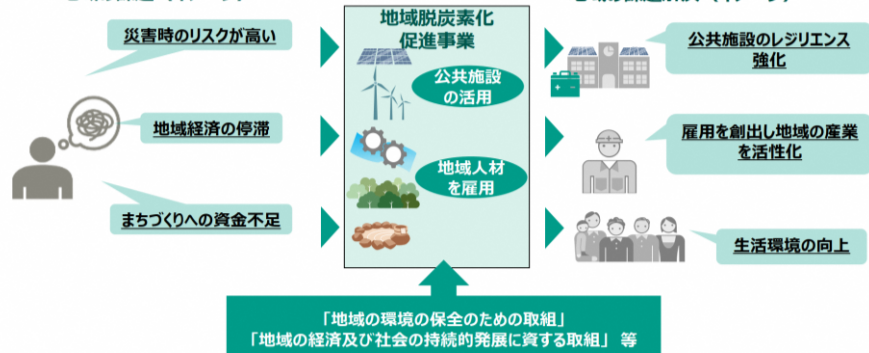 災害時のリスクが高い
地域経済の停滞
まちづくりへの資金不足
地域脱炭素化
促進事業
公共施設
の活用
地域人材
を雇用
公共施設のレジリエンス
強化
雇用を創出し地域の産業
を活性化
生活環境の向上
「地域の環境の保全のための取組」
「地域の経済及び社会の持続的発展に資する取組」 等